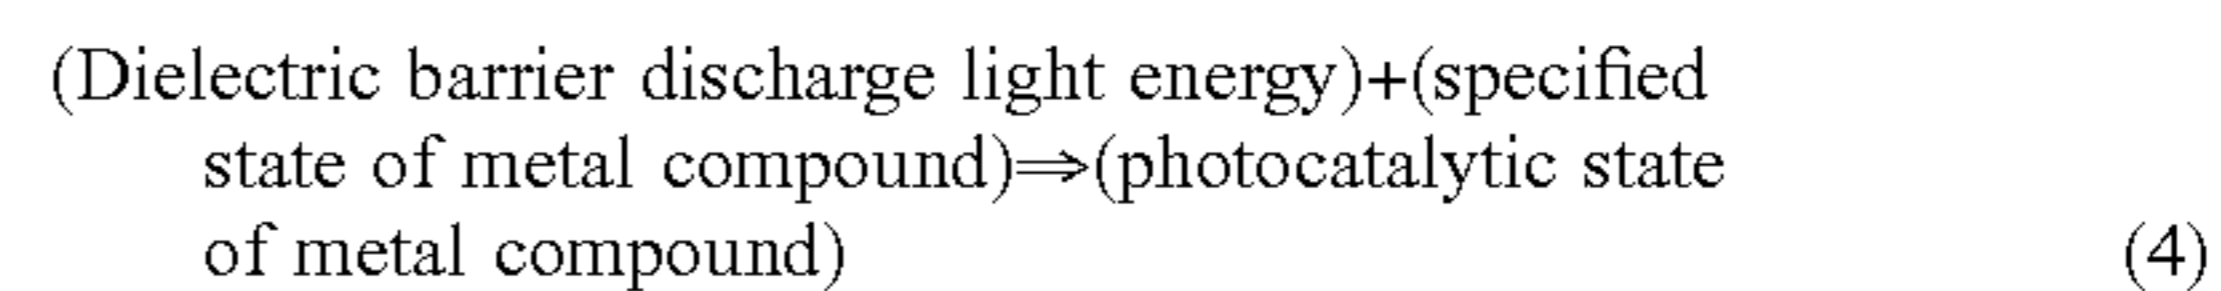 (Dielectric barrier discharge light energy)+(specified
state of metal compound)⇒(photocatalytic state
of metal compound) (4)